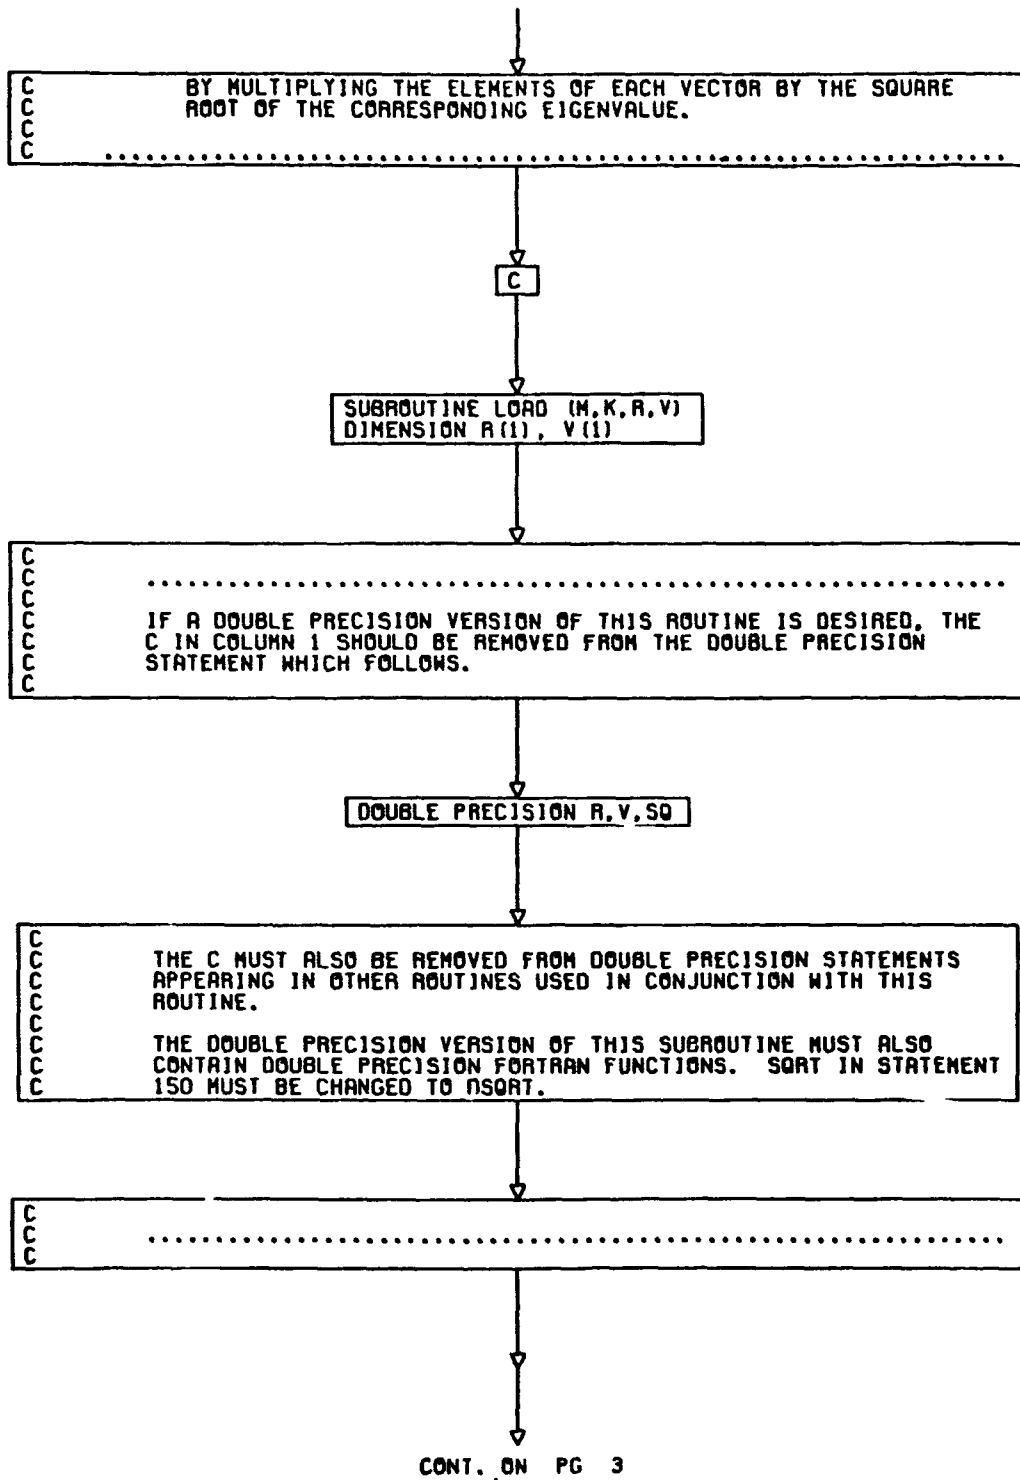 C BY MULTIPLYING THE ELEMENTS OF EACH VECTOR BY THE SQUARE
C ROOT OF THE CORRESPONDING EIGENVALUE.
C
C ..................................................................
C
SUBROUTINE LOAD (M,K,R,V)
DIMENSION R(1), V(1)
C
C ...............................................................
C
C IF A DOUBLE PRECISION VERSION OF THIS ROUTINE IS DESIRED, THE
C C IN COLUMN 1 SHOULD BE REMOVED FROM THE DOUBLE PRECISION
C STATEMENT WHICH FOLLOWS.
C
DOUBLE PRECISION R,V,SQ
C
C THE C MUST ALSO BE REMOVED FROM DOUBLE PRECISION STATEMENTS
C APPEARING IN OTHER ROUTINES USED IN CONJUNCTION WITH THIS
C ROUTINE.
C
C THE DOUBLE PRECISION VERSION OF THIS SUBROUTINE MUST ALSO
C CONTAIN DOUBLE PRECISION FORTRAN FUNCTIONS. SQRT IN STATEMENT
C 150 MUST BE CHANGED TO DSQRT.
C
C ...............................................................
C
CONT. ON PG 3